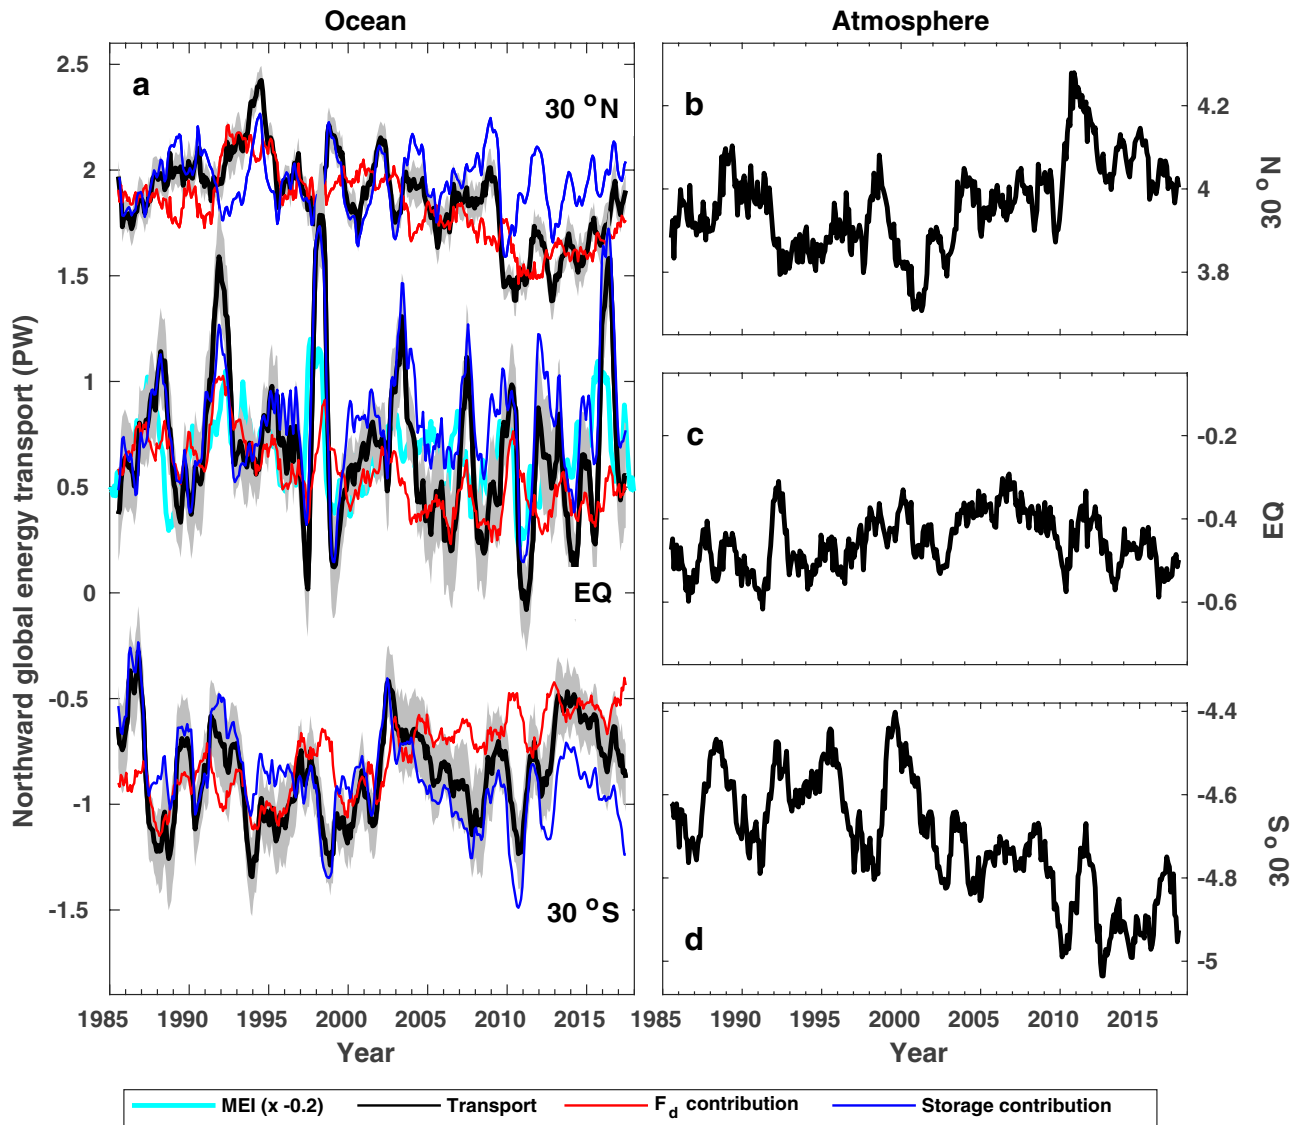 Ocean
Atmosphere
Northward global energy transport (PW)
2.5
2
1.5
1
0.5
0
-0.5
-1
-1.5
a
30 °N
EQ
30 °S
1985 1990 1995 2000 2005 2010 2015
Year
b
4.2
4
3.8
30 °N
c
-0.2
-0.4
-0.6
EQ
d
-4.4
-4.6
-4.8
-5
30 °S
1985 1990 1995 2000 2005 2010 2015
Year
MEI (x -0.2) Transport F_d contribution Storage contribution